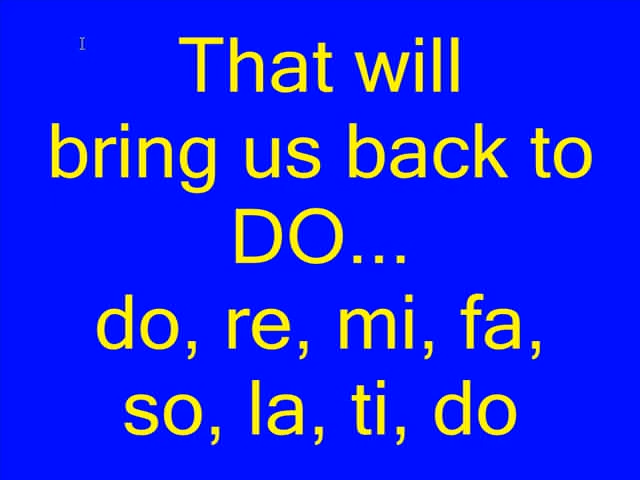 That will
bring us back to
DO...
do, re, mi, fa,
so, la, ti, do